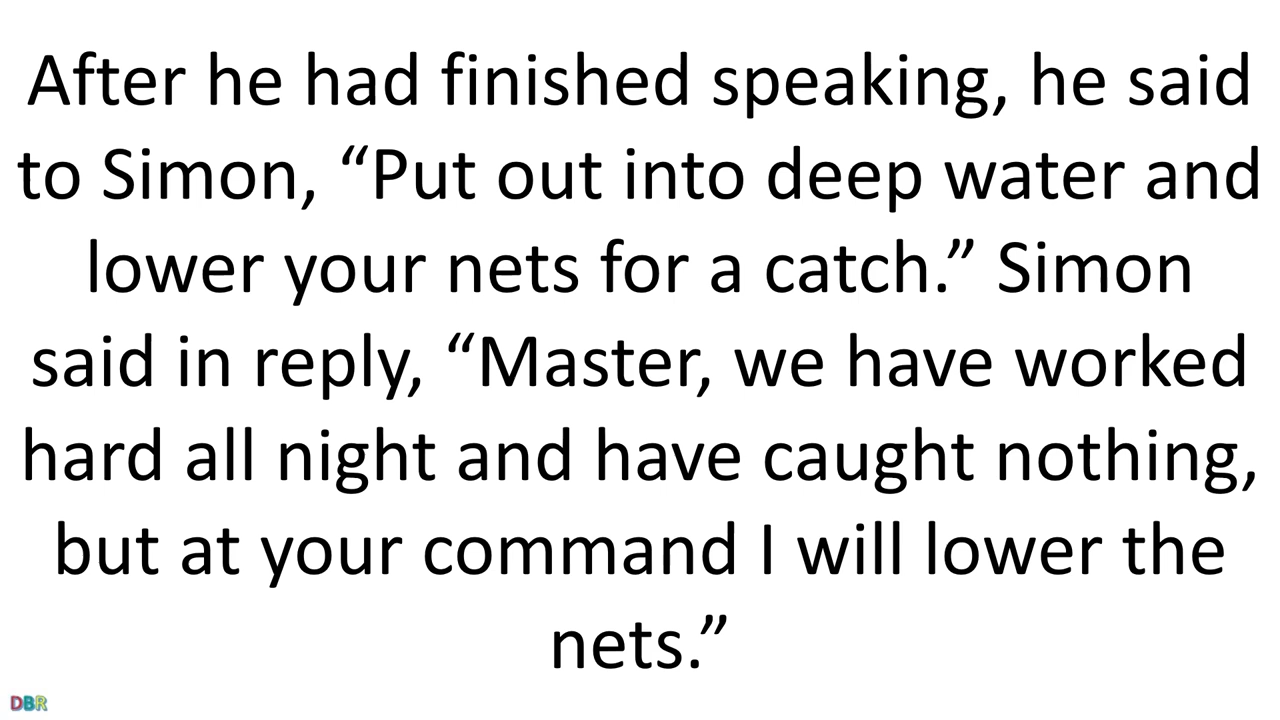 After he had finished speaking, he said
to Simon, “Put out into deep water and
lower your nets for a catch.” Simon
said in reply, “Master, we have worked
hard all night and have caught nothing,
but at your command I will lower the
nets.”
DBR